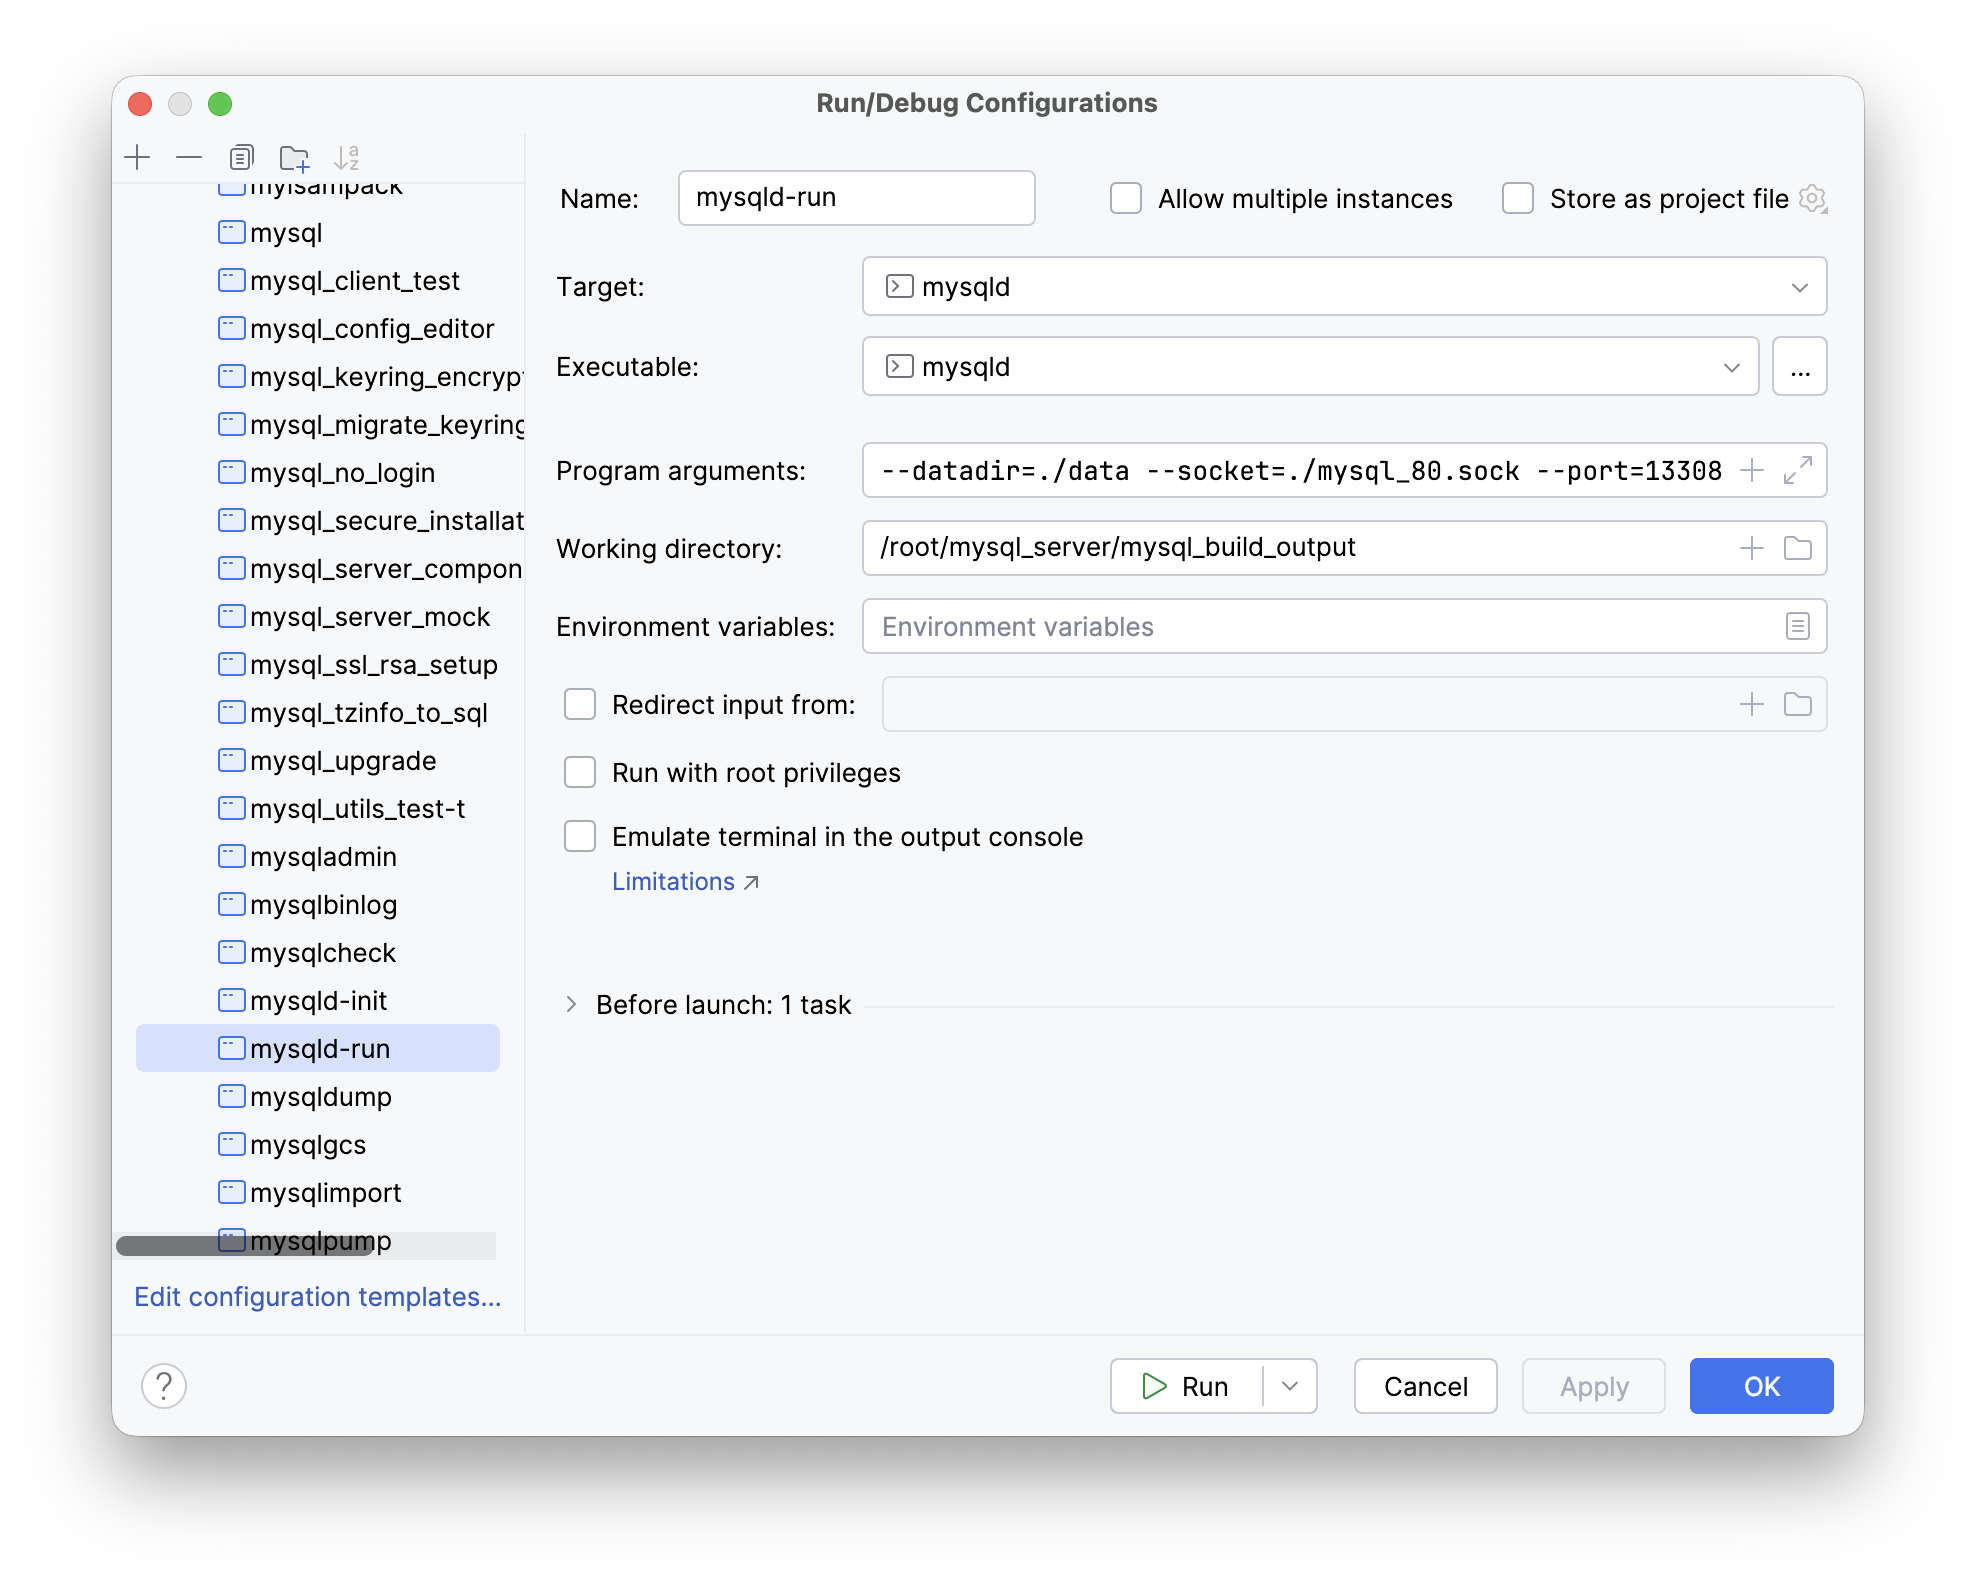 Run/Debug Configurations
myisampack
mysql
mysql_client_test
mysql_config_editor
mysql_keyring_encryp
mysql_migrate_keyring
mysql_no_login
mysql_secure_installat
mysql_server_compon
mysql_server_mock
mysql_ssl_rsa_setup
mysql_tzinfo_to_sql
mysql_upgrade
mysql_utils_test-t
mysqladmin
mysqlbinlog
mysqlcheck
mysqld-init
mysqld-run
mysqldump
mysqlgcs
mysqlimport
mysqlpump
Edit configuration templates...
Name: mysqld-run Allow multiple instances Store as project file
Target: mysqld
Executable: mysqld ...
Program arguments: --datadir=./data --socket=./mysql_80.sock --port=13308
Working directory: /root/mysql_server/mysql_build_output
Environment variables: Environment variables
Redirect input from:
Run with root privileges
Emulate terminal in the output console
Limitations ↗
Before launch: 1 task
? Run Cancel Apply OK